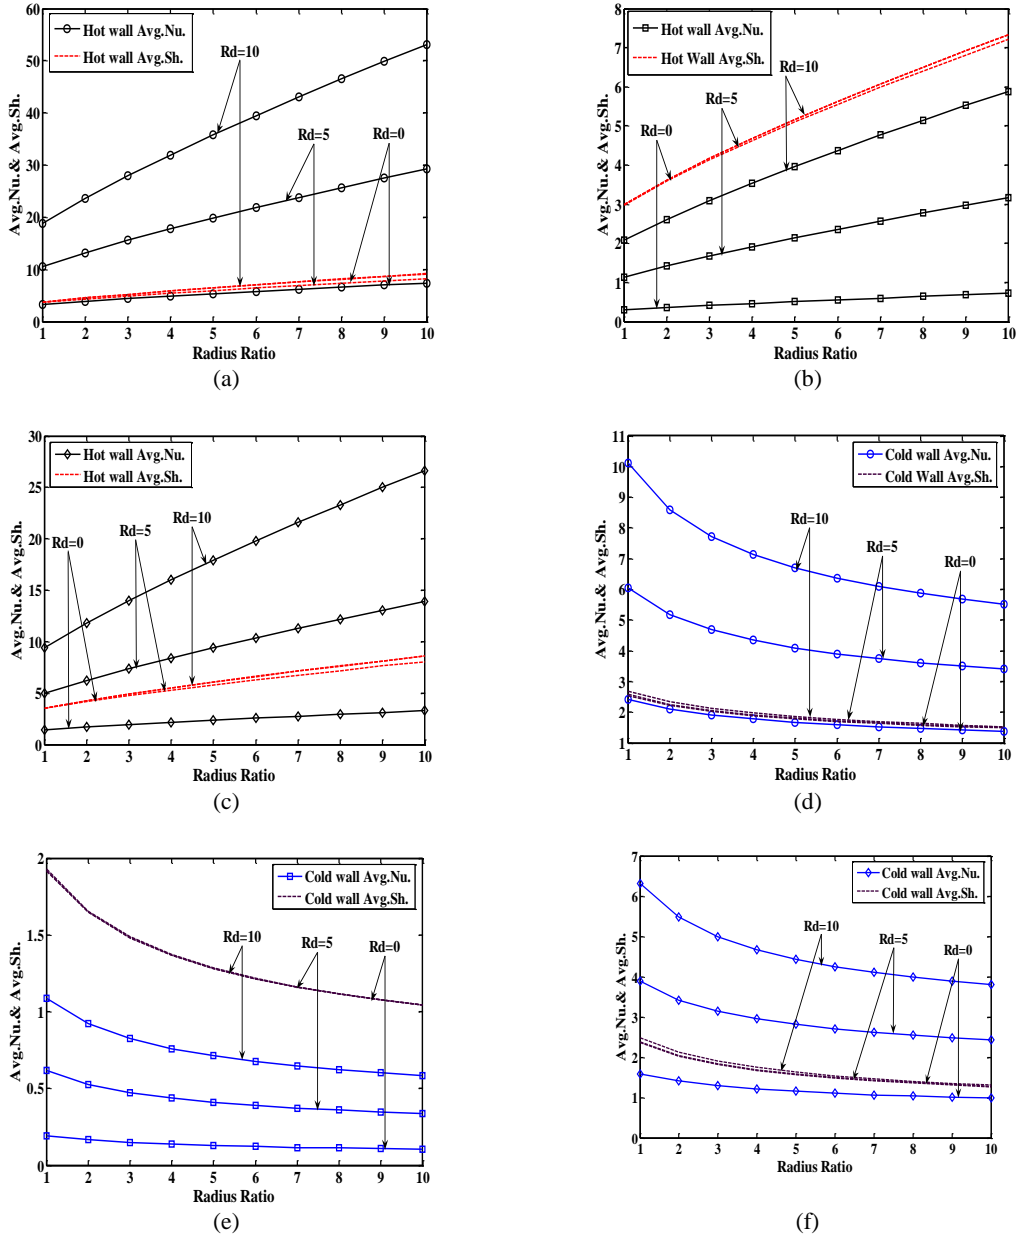 60
50
40
30
20
10
0
Avg.Nu.& Avg.Sh.
Hot wall Avg.Nu.
Hot wall Avg.Sh.
Rd=10
Rd=5
Rd=0
1 2 3 4 5 6 7 8 9 10
Radius Ratio
(a)
8
7
6
5
4
3
2
1
0
Avg.Nu.& Avg.Sh.
Hot wall Avg.Nu.
Hot Wall Avg.Sh.
Rd=10
Rd=5
Rd=0
1 2 3 4 5 6 7 8 9 10
Radius Ratio
(b)
30
25
20
15
10
5
0
Avg.Nu.& Avg.Sh.
Hot wall Avg.Nu.
Hot wall Avg.Sh.
Rd=0
Rd=5
Rd=10
1 2 3 4 5 6 7 8 9 10
Radius Ratio
(c)
11
10
9
8
7
6
5
4
3
2
1
Avg.Nu.& Avg.Sh.
Cold wall Avg.Nu.
Cold Wall Avg.Sh.
Rd=10
Rd=5
Rd=0
1 2 3 4 5 6 7 8 9 10
Radius Ratio
(d)
2
1.5
1
0.5
0
Avg.Nu.& Avg.Sh.
Cold wall Avg.Nu.
Cold wall Avg.Sh.
Rd=10
Rd=5
Rd=0
1 2 3 4 5 6 7 8 9 10
Radius Ratio
(e)
7
6
5
4
3
2
1
0
Avg.Nu.& Avg.Sh.
Cold wall Avg.Nu.
Cold wall Avg.Sh.
Rd=10
Rd=5
Rd=0
1 2 3 4 5 6 7 8 9 10
Radius Ratio
(f)